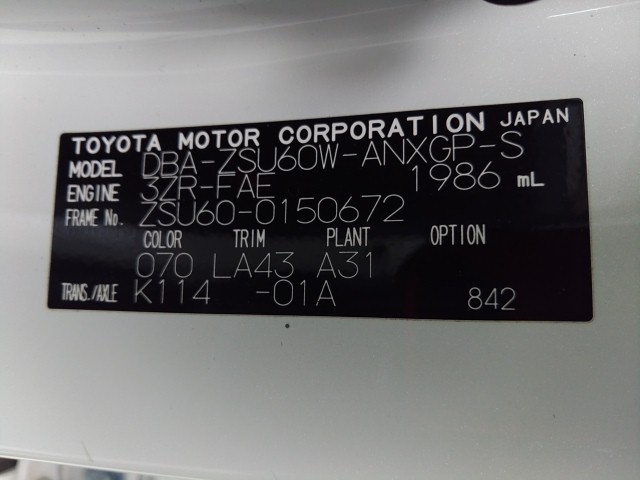 TOYOTA MOTOR CORPORATION JAPAN
MODEL DBA-ZSU60W-ANXGP-S
ENGINE 3ZR-FAE 1986 mL
FRAME No. ZSU60-0150672
COLOR TRIM PLANT OPTION
070 LA43 A31
TRANS./AXLE K114 -01A 842